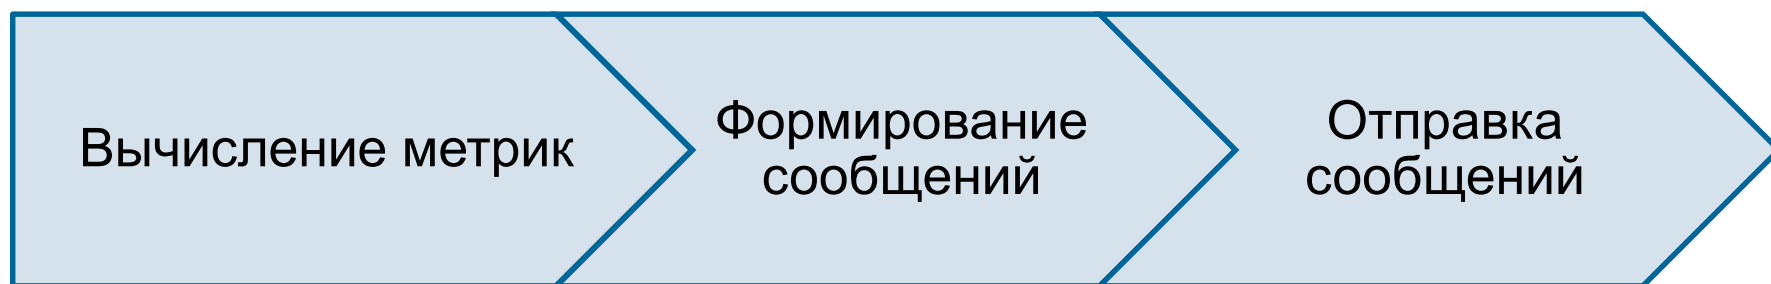 Вычисление метрик
Формирование
сообщений
Отправка
сообщений